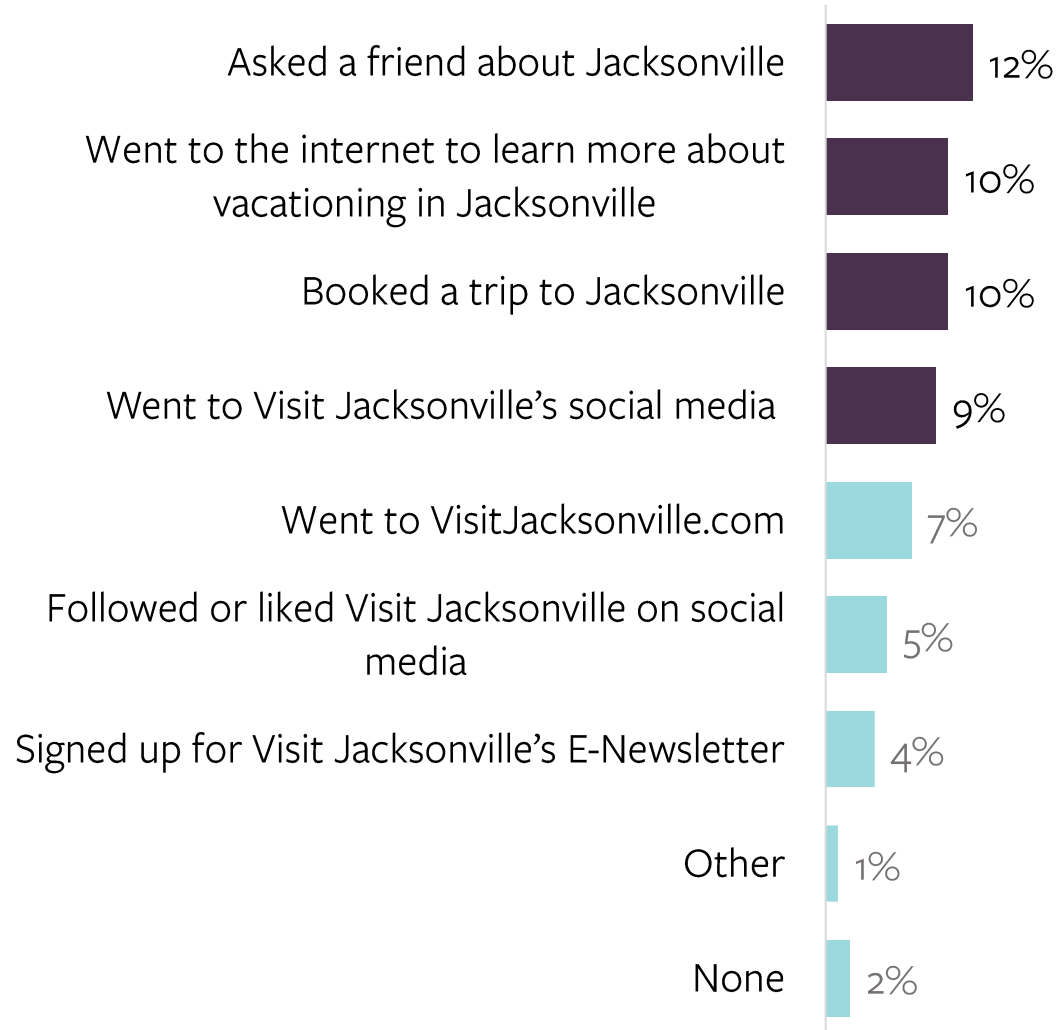 Asked a friend about Jacksonville
12%
Went to the internet to learn more about
vacationing in Jacksonville
10%
Booked a trip to Jacksonville
10%
Went to Visit Jacksonville’s social media
9%
Went to VisitJacksonville.com
7%
Followed or liked Visit Jacksonville on social
media
5%
Signed up for Visit Jacksonville’s E-Newsletter
4%
Other
1%
None
2%